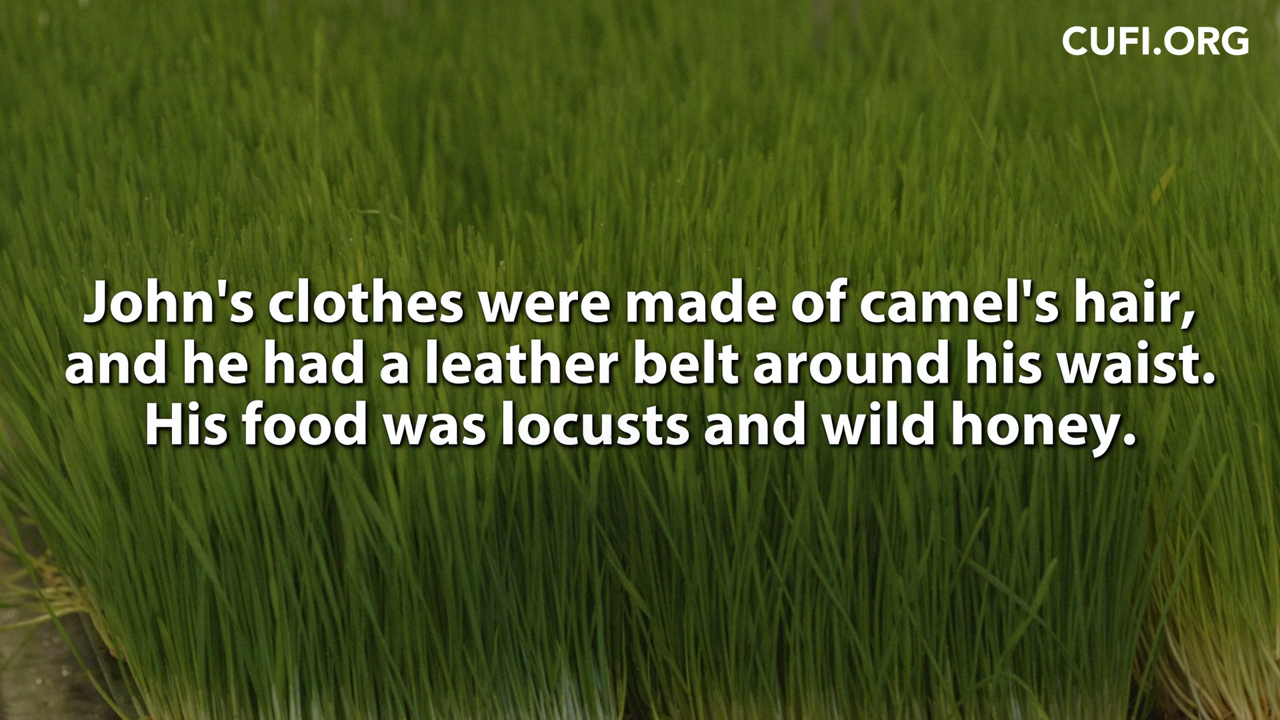 CUFI.ORG
John's clothes were made of camel's hair,
and he had a leather belt around his waist.
His food was locusts and wild honey.